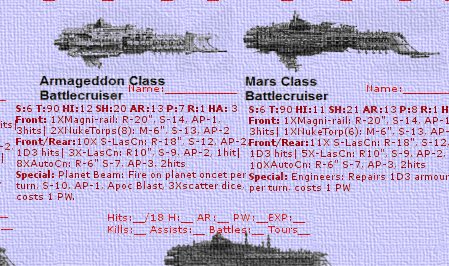 Armageddon Class
Battlecruiser Name:
S:6 T:90 HI:12 SH:20 AR:13 P:7 R:1 HA: 3
Front: 1XMagni-rail: R-20", S-14, AP-1,
3hits| 2XNukeTorps(8): M-6", S-13, AP-2
Front/Rear:10X S-LasCn: R-18", S-12, AP-2,
1D3 hits| 3X-LasCn: R10", S-9, AP-2, 1hit|
8XAutoCn: R-6" S-7, AP-3, 2hits
Special: Planet Beam: Fire on planet oncet per
turn, S-10, AP-1, Apoc Blast, 3Xscatter dice,
costs 1 PW.
Mars Class
Battlecruiser Name:
S:6 T:90 HI:11 SH:21 AR:13 P:8 R:1 H
Front: 1XMagni-rail: R-20", S-14, AP-1
3hits| 1XNukeTorp(6): M-6", S-13, AP-
Front/Rear:11X S-LasCn: R-18", S-12,
1D3 hits| 5X-LasCn: R10", S-9, AP-2,
10XAutoCn: R-6" S-7, AP-3, 2hits
Special: Engineers: Repairs 1D3 armou
per turn, costs 1 PW
Hits:__/18 H:__ AR:__ PW:__EXP:__
Kills:__ Assists:__ Battles:__ Tours__